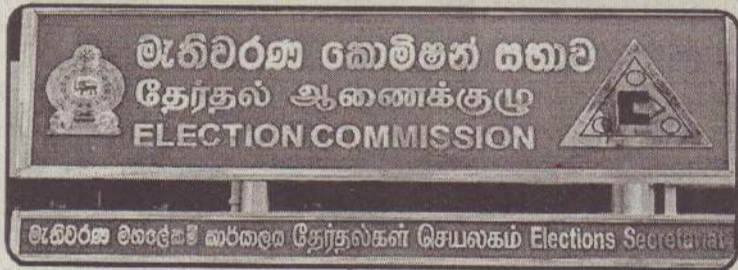 මැතිවරණ කොමිෂන් සභාව
தேர்தல் ஆணைக்குழு
ELECTION COMMISSION
මැතිවරණ මහලේකම් කාර්යාලය தேர்தல்கள் செயலகம் Elections Secretariat